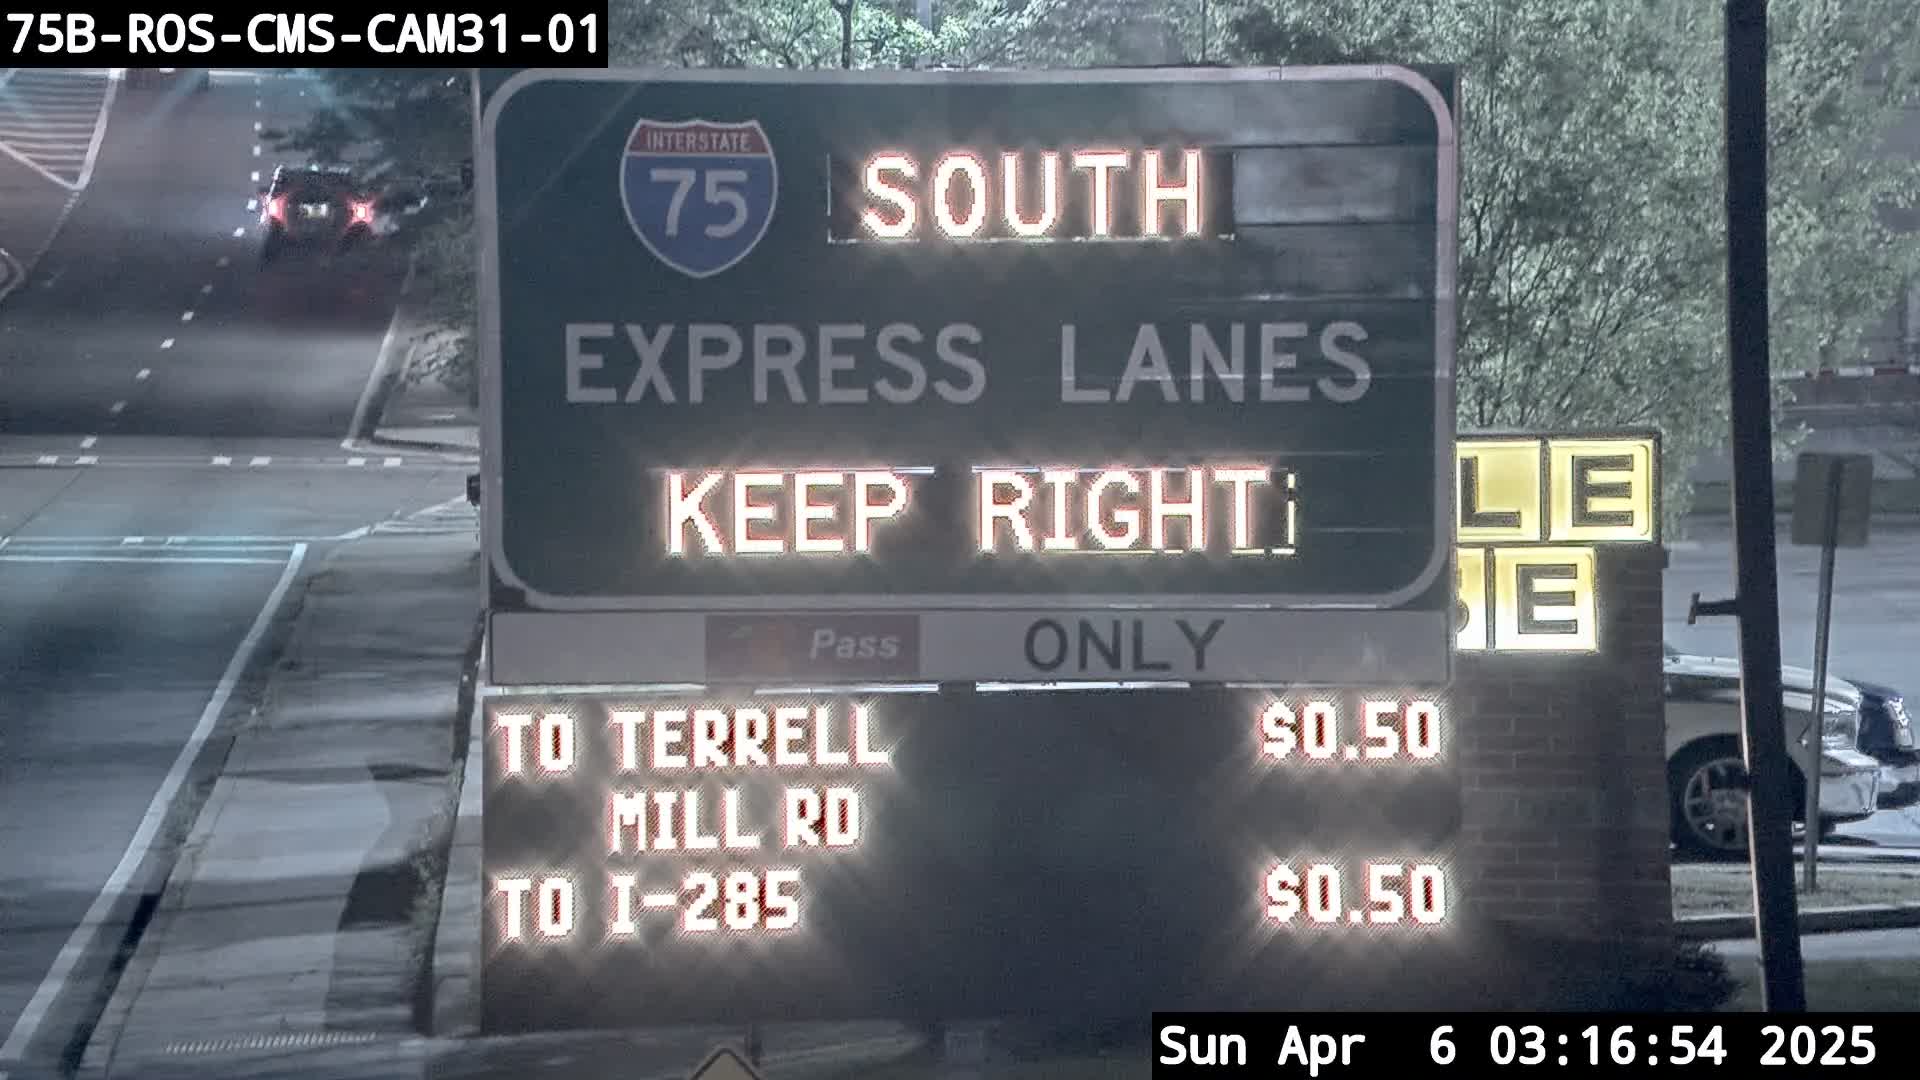 75B-ROS-CMS-CAM31-01
INTERSTATE
75
SOUTH
EXPRESS LANES
KEEP RIGHT
Pass ONLY
TO TERRELL $0.50
MILL RD
TO I-285 $0.50
LE
E
Sun Apr 6 03:16:54 2025